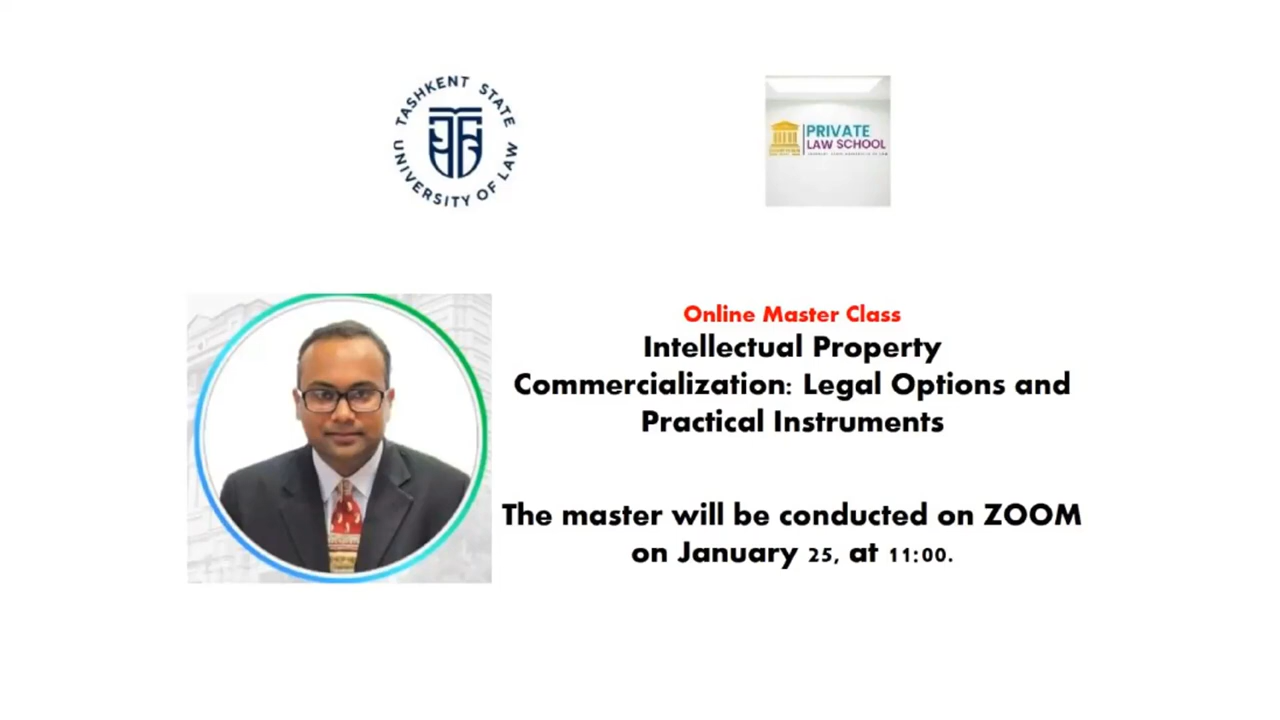 TASHKENT STATE
UNIVERSITY OF LAW
PRIVATE
LAW SCHOOL
Online Master Class
Intellectual Property
Commercialization: Legal Options and
Practical Instruments
The master will be conducted on ZOOM
on January 25, at 11:00.